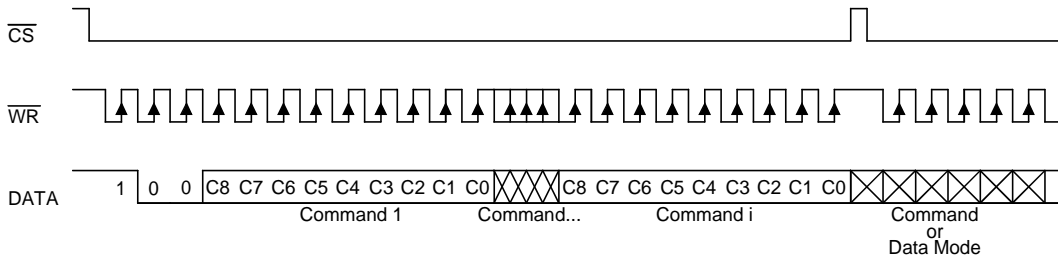 CS
WR
DATA 1 0 0 C8 C7 C6 C5 C4 C3 C2 C1 C0 C8 C7 C6 C5 C4 C3 C2 C1 C0
Command 1 Command... Command i Command
or
Data Mode